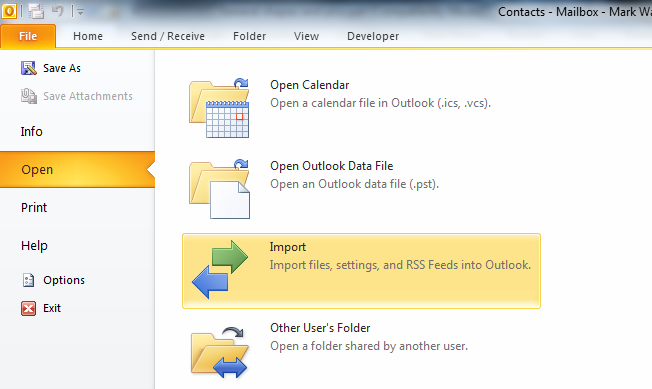 Contacts - Mailbox - Mark Wa
File Home Send / Receive Folder View Developer
Save As
Save Attachments
Info
Open
Print
Help
Options
Exit
Open Calendar
Open a calendar file in Outlook (.ics, .vcs).
Open Outlook Data File
Open an Outlook data file (.pst).
Import
Import files, settings, and RSS Feeds into Outlook.
Other User's Folder
Open a folder shared by another user.